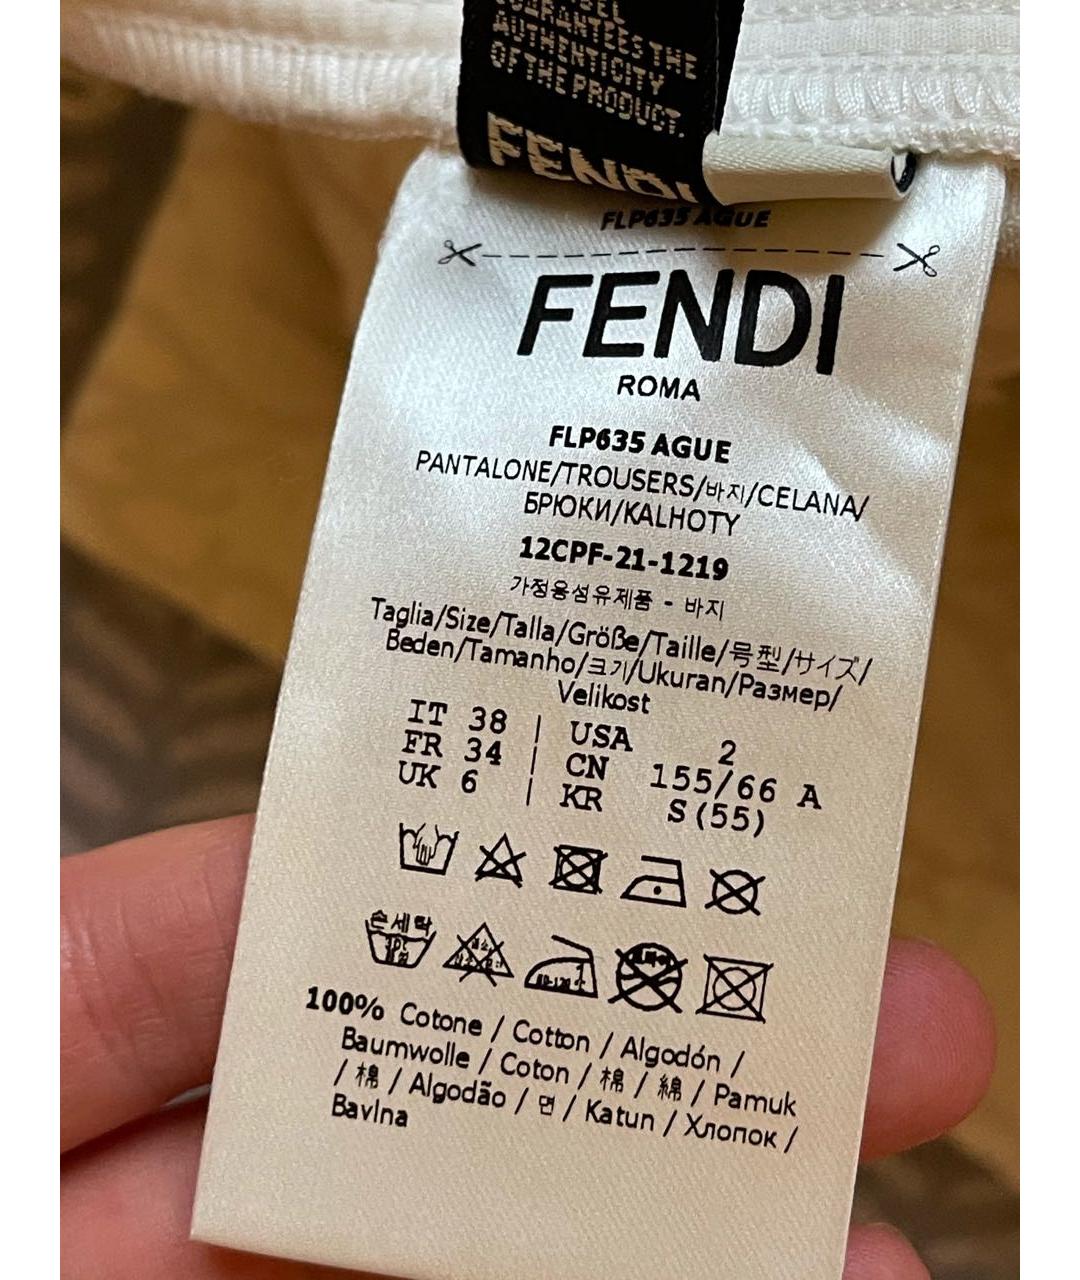 GUARANTEES THE
AUTHENTICITY
OF THE PRODUCT.
FENDI
FLP635 AGUE
FENDI
ROMA
FLP635 AGUE
PANTALONE/TROUSERS/바지/CELANA/
БРЮКИ/KALHOTY
12CPF-21-1219
가정용섬유제품 - 바지
Taglia/Size/Talla/Größe/Taille/号型/サイズ/
Beden/Tamanho/크기/Ukuran/Размер/
Velikost
IT 38 | USA 2
FR 34 | CN 155/66 A
UK 6 | KR S(55)
손세탁
100% Cotone / Cotton / Algodón /
Baumwolle / Coton / 棉 / 綿 / Pamuk
/ 棉 / Algodão / 면 / Katun / Хлопок /
Bavlna